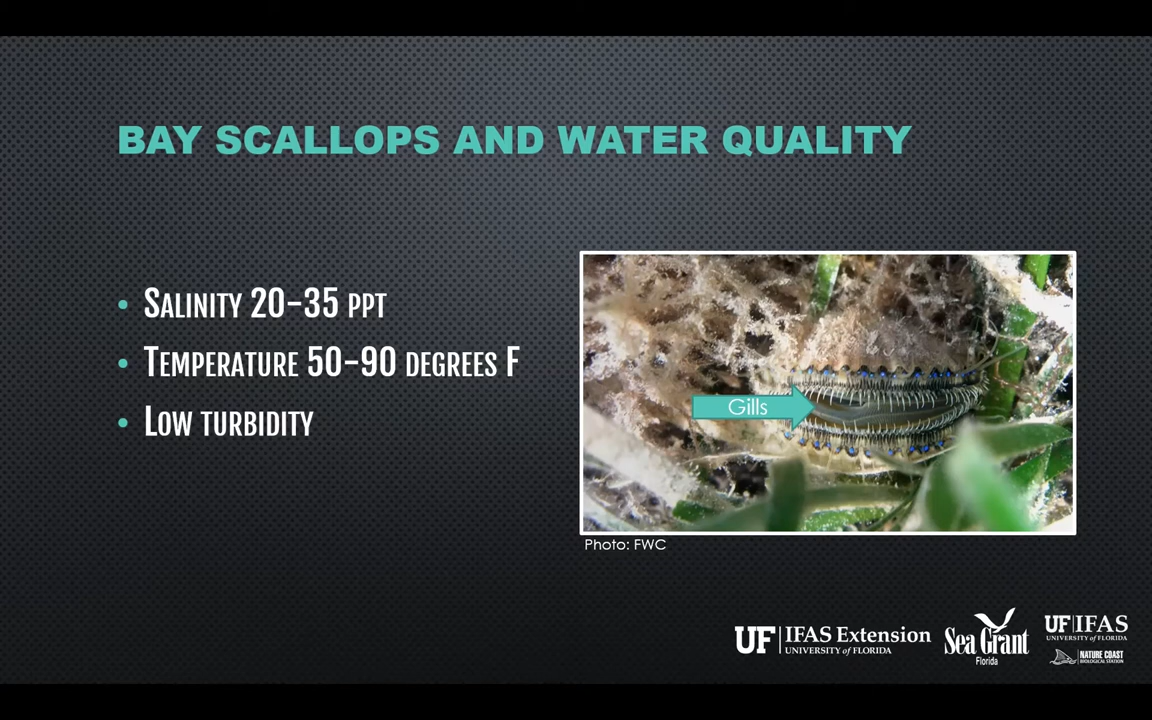 BAY SCALLOPS AND WATER QUALITY
• SALINITY 20-35 PPT
• TEMPERATURE 50-90 DEGREES F
• LOW TURBIDITY
Gills
Photo: FWC
UF IFAS Extension
UNIVERSITY of FLORIDA
Sea Grant
Florida
UF IFAS
UNIVERSITY of FLORIDA
NATURE COAST
BIOLOGICAL STATION